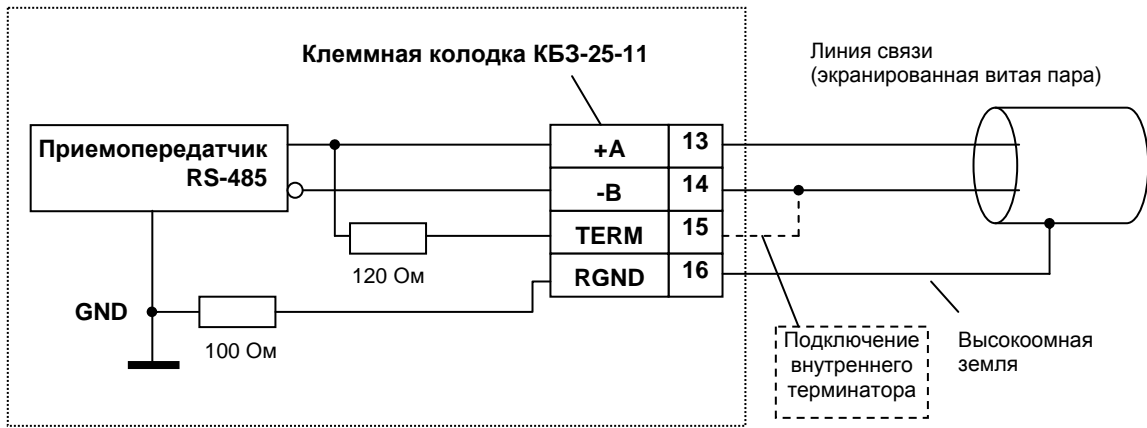 Клеммная колодка КБЗ-25-11
Линия связи
(экранированная витая пара)
Приемопередатчик
RS-485
+A 13
-B 14
TERM 15
RGND 16
120 Ом
GND
100 Ом
Подключение
внутреннего
терминатора
Высокоомная
земля